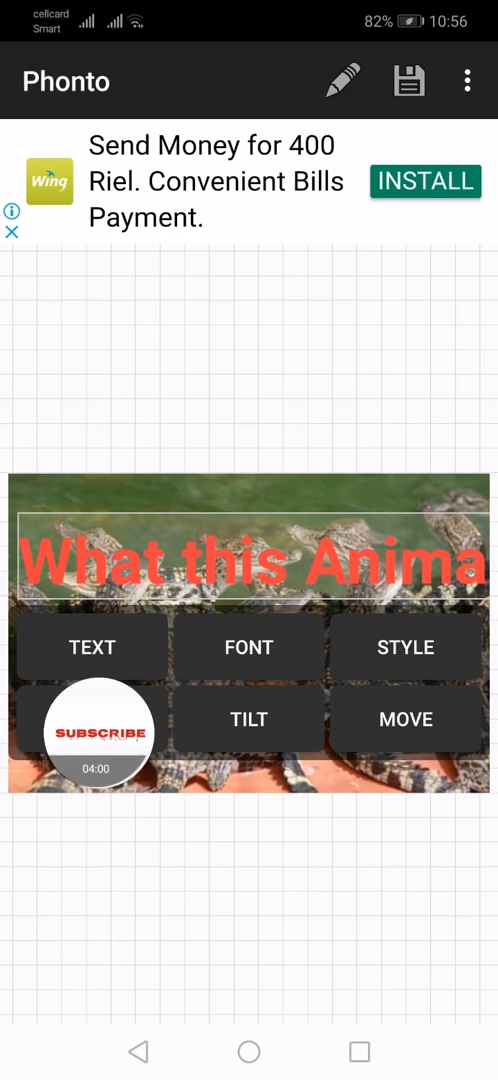 cellcard
Smart
82% 10:56
Phonto
Send Money for 400
Riel. Convenient Bills
Payment.
Wing
INSTALL
What this Anima
TEXT FONT STYLE
TILT MOVE
SUBSCRIBE
04:00